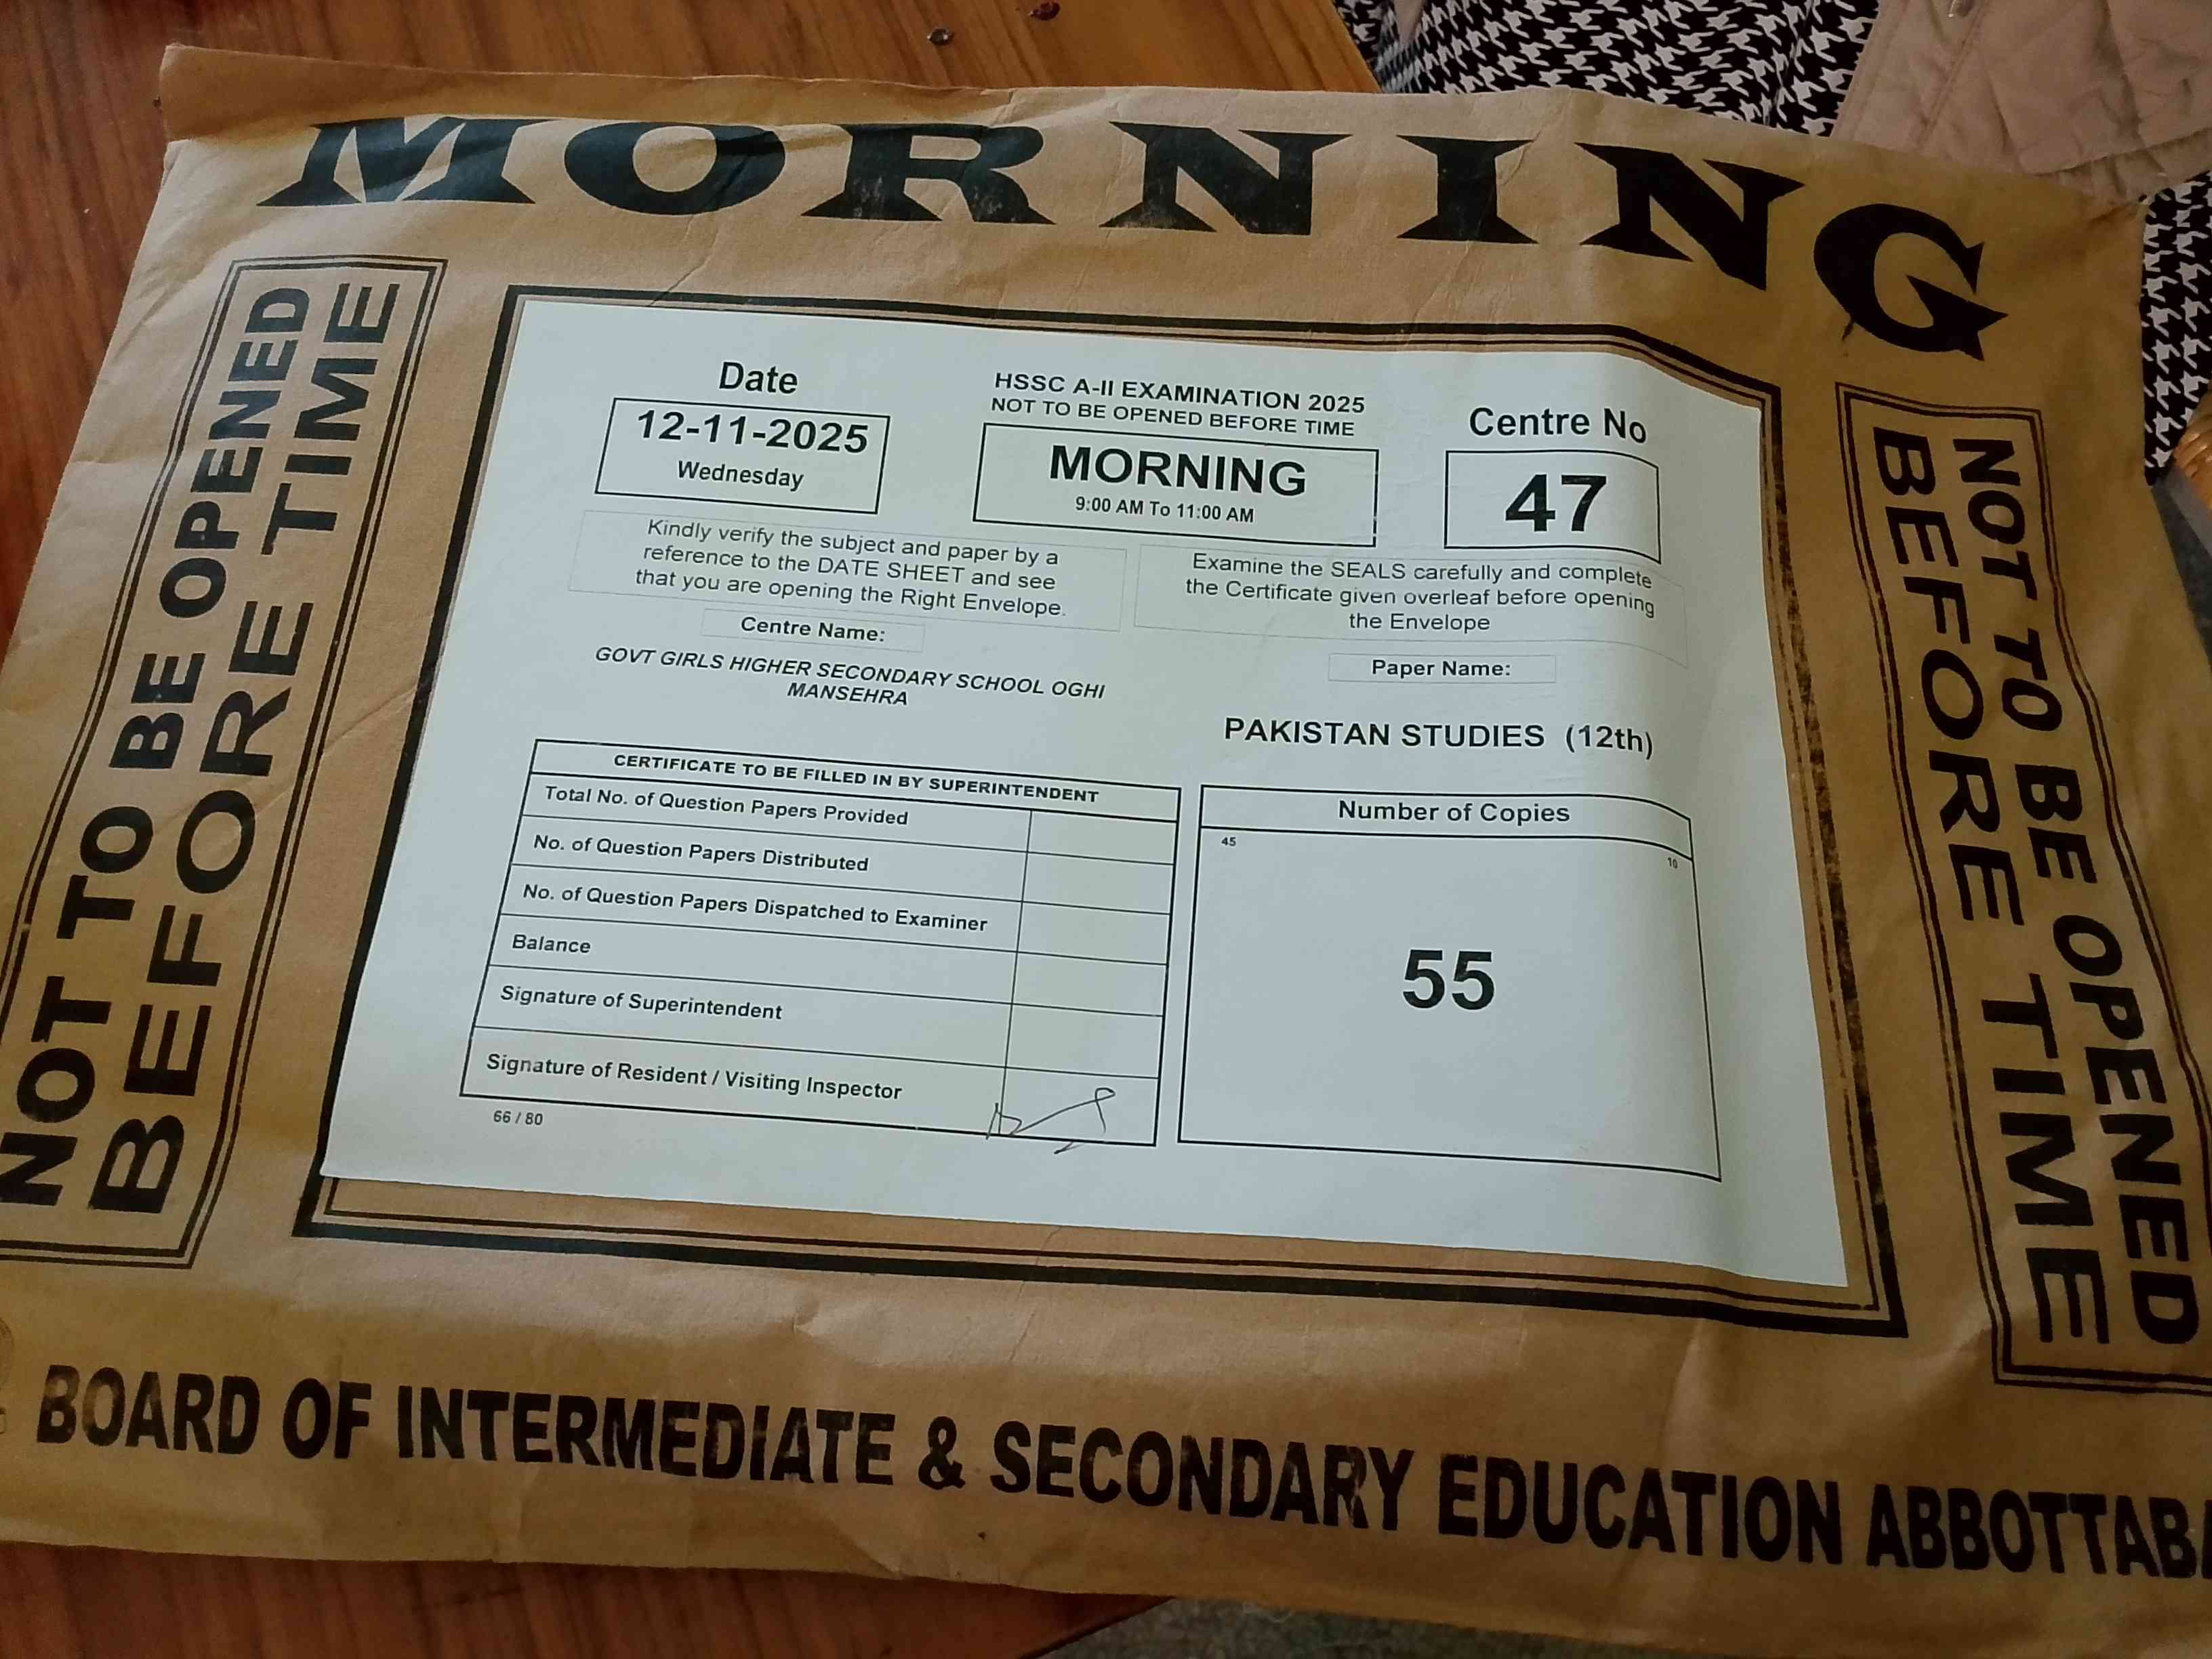 MORNING
NOT TO BE OPENED
BEFORE TIME
Date
12-11-2025
Wednesday
HSSC A-II EXAMINATION 2025
NOT TO BE OPENED BEFORE TIME
MORNING
9:00 AM To 11:00 AM
Centre No
47
Kindly verify the subject and paper by a
reference to the DATE SHEET and see
that you are opening the Right Envelope.
Examine the SEALS carefully and complete
the Certificate given overleaf before opening
the Envelope
Centre Name:
GOVT GIRLS HIGHER SECONDARY SCHOOL OGHI
MANSEHRA
Paper Name:
PAKISTAN STUDIES (12th)
CERTIFICATE TO BE FILLED IN BY SUPERINTENDENT
Total No. of Question Papers Provided
No. of Question Papers Distributed
No. of Question Papers Dispatched to Examiner
Balance
Signature of Superintendent
Signature of Resident / Visiting Inspector
66 / 80
Number of Copies
45
10
55
NOT TO BE OPENED
BEFORE TIME
BOARD OF INTERMEDIATE & SECONDARY EDUCATION ABBOTTABA